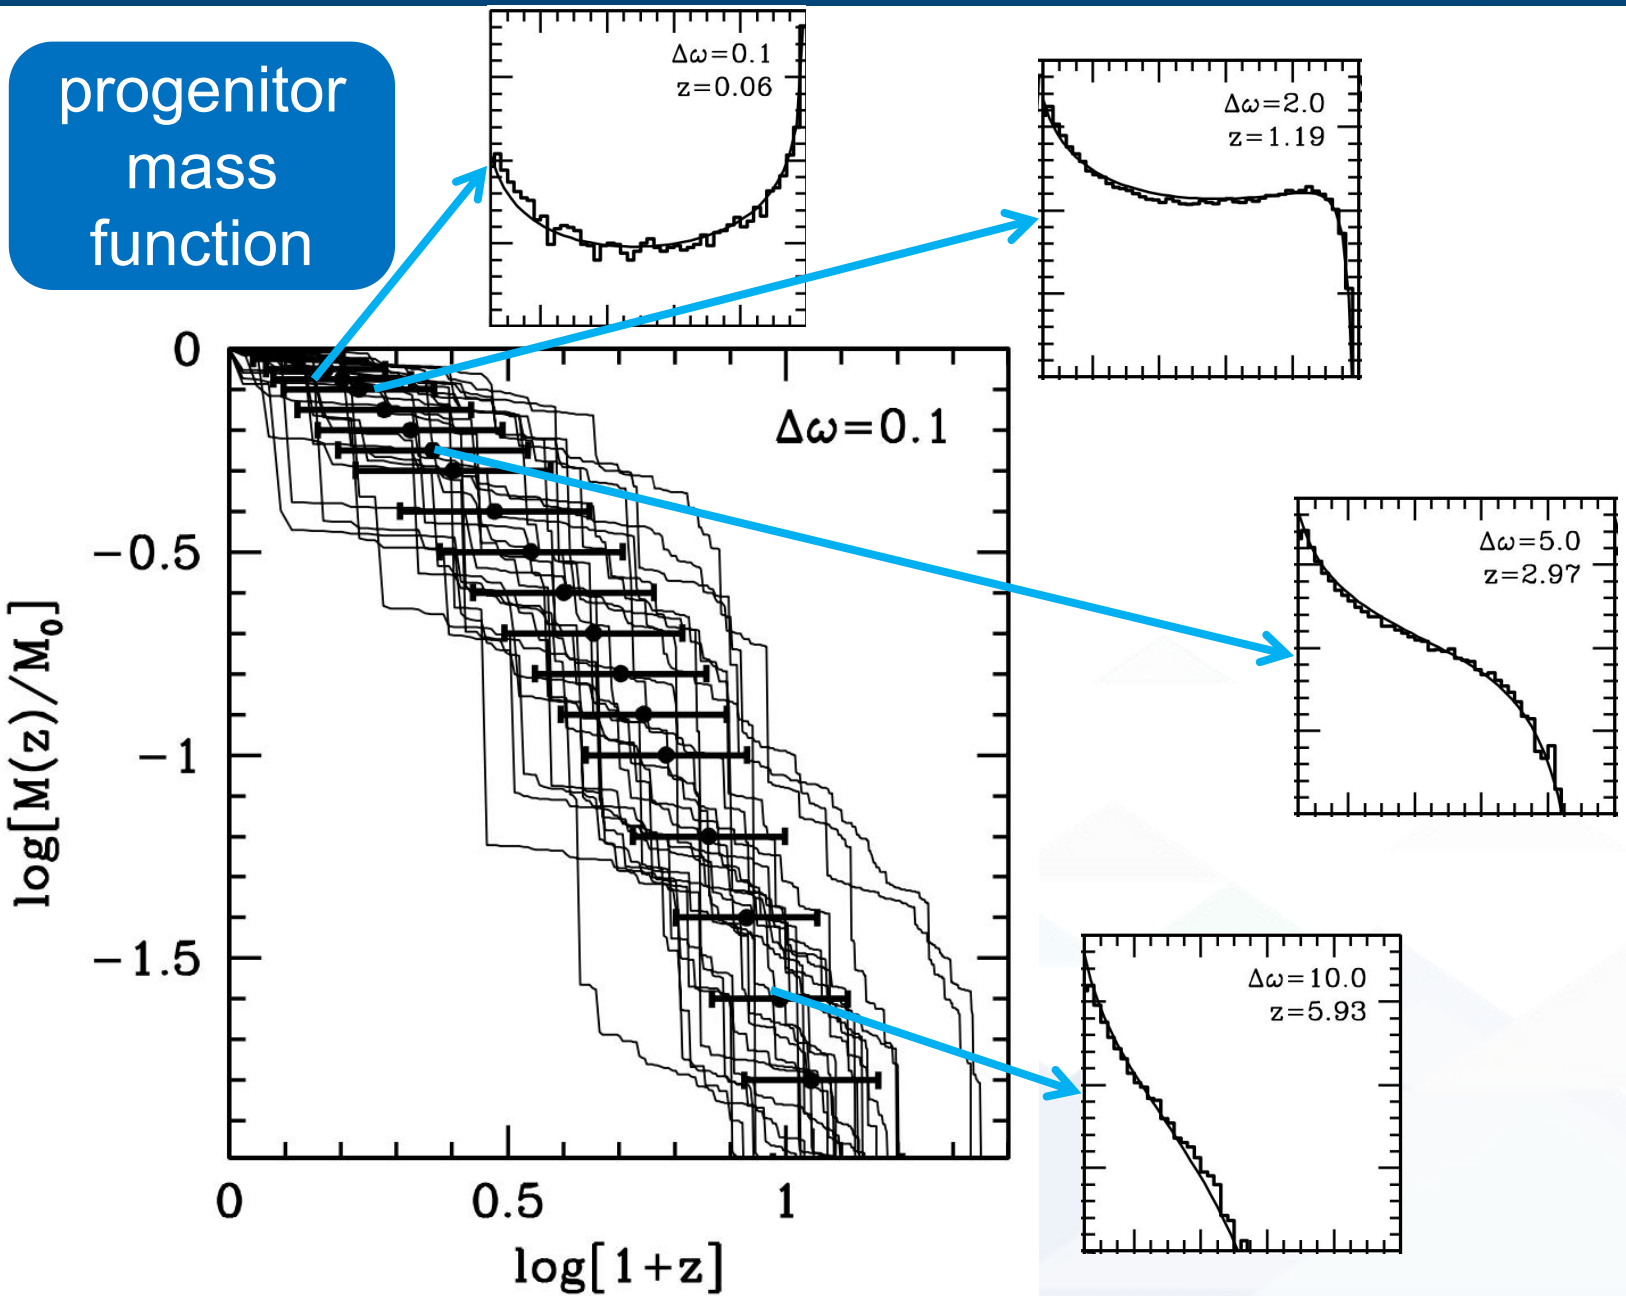 progenitor
mass
function
Δω=0.1
z=0.06
Δω=2.0
z=1.19
Δω=0.1
Δω=5.0
z=2.97
Δω=10.0
z=5.93
log[M(z)/M₀]
0
−0.5
−1
−1.5
0 0.5 1
log[1+z]